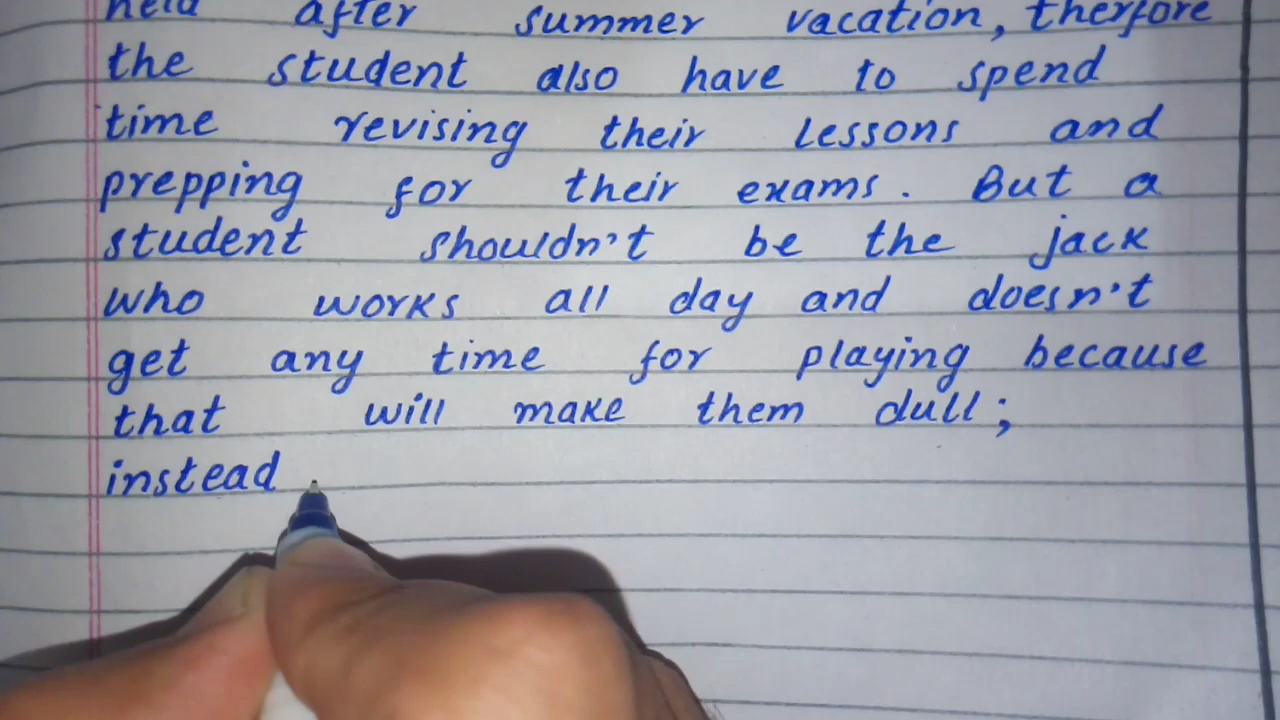 held after summer vacation, therfore
the student also have to spend
time revising their lessons and
prepping for their exams. But a
student shouldn't be the jack
who works all day and doesn't
get any time for playing because
that will make them dull;
instead